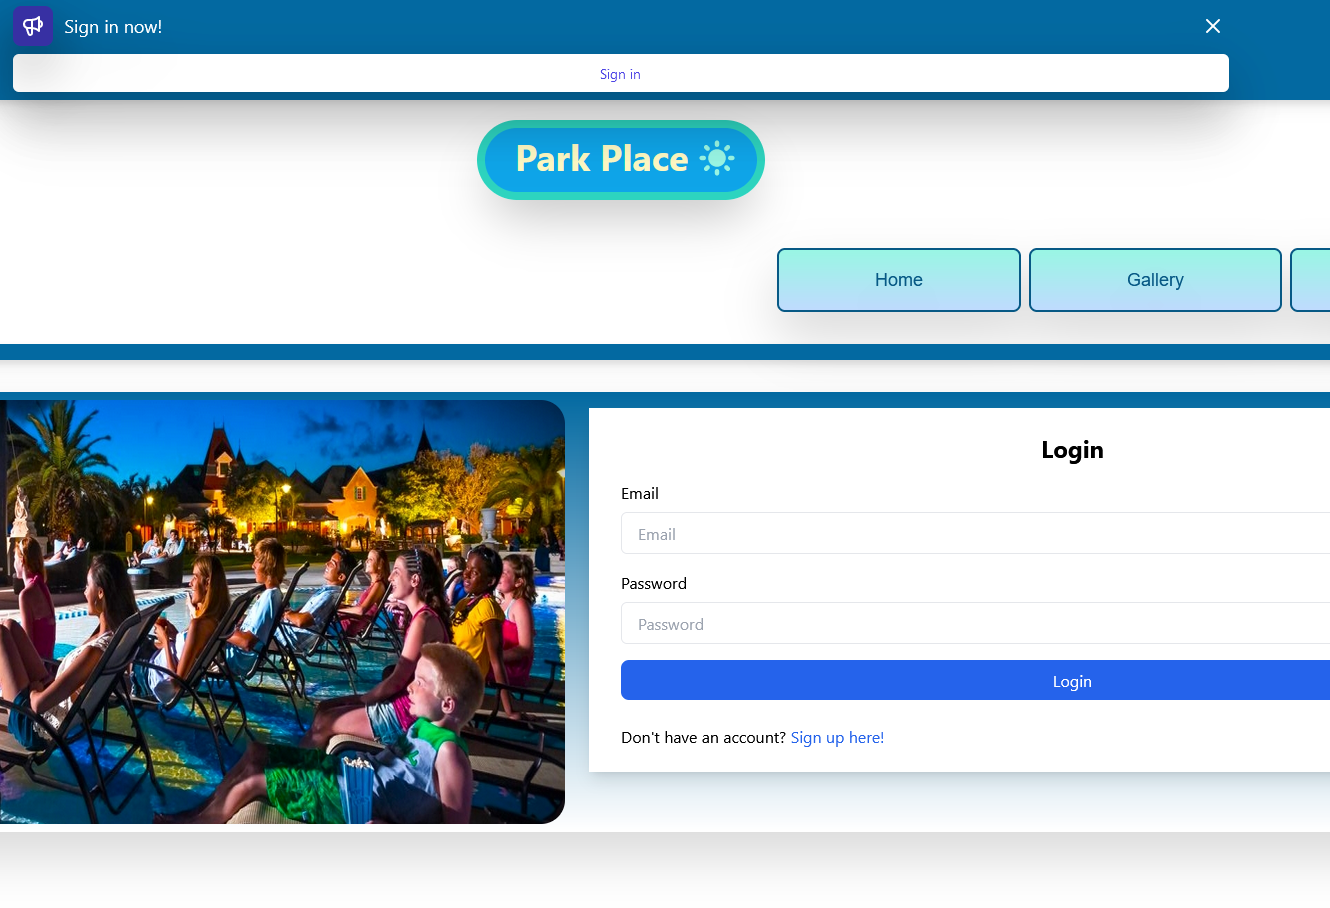 Sign in now!
Sign in
Park Place
Home
Gallery
Login
Email
Email
Password
Password
Login
Don't have an account? Sign up here!